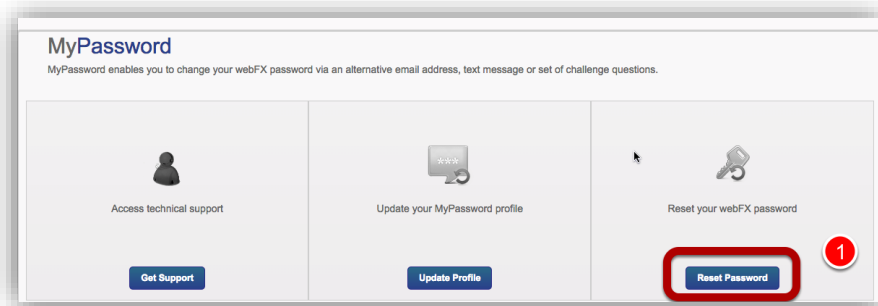 MyPassword
MyPassword enables you to change your webFX password via an alternative email address, text message or set of challenge questions.
***
Access technical support
Update your MyPassword profile
Reset your webFX password
1
Get Support
Update Profile
Reset Password